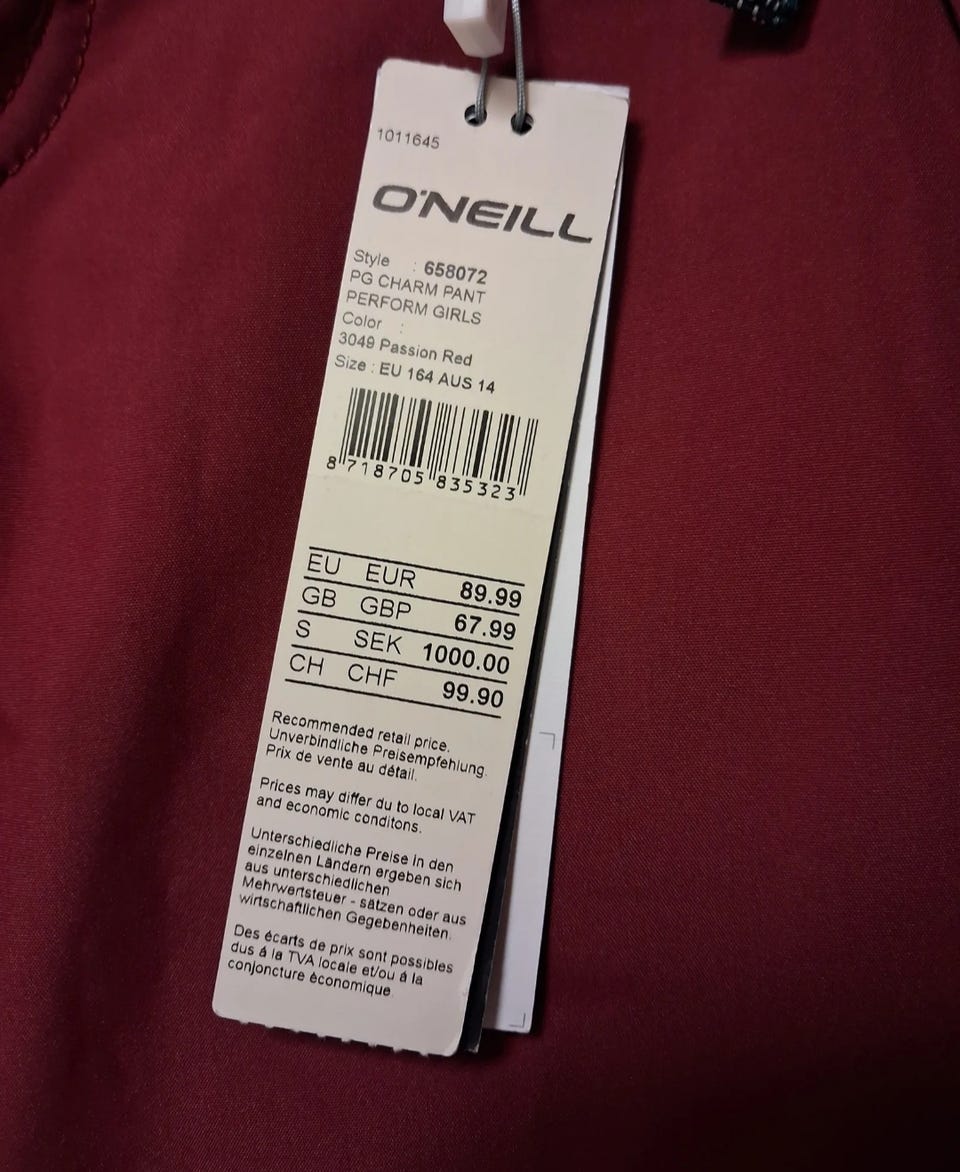 1011645
O'NEILL
Style : 658072
PG CHARM PANT
PERFORM GIRLS
Color :
3049 Passion Red
Size : EU 164 AUS 14
8 718705 835323
EU EUR 89.99
GB GBP 67.99
S SEK 1000.00
CH CHF 99.90
Recommended retail price.
Unverbindliche Preisempfehlung.
Prix de vente au détail.
Prices may differ du to local VAT
and economic conditons.
Unterschiedliche Preise in den
einzelnen Ländern ergeben sich
aus unterschiedlichen
Mehrwertsteuer - sätzen oder aus
wirtschaftlichen Gegebenheiten.
Des écarts de prix sont possibles
dus á la TVA locale et/ou á la
conjoncture économique.